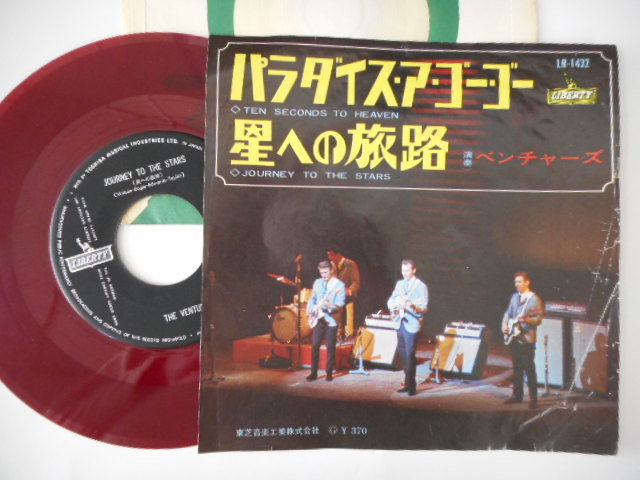 パラダイス・ア・ゴー・ゴー
◇TEN SECONDS TO HEAVEN
星への旅路
◇JOURNEY TO THE STARS
演奏 ベンチャーズ
LR-1432
LIBERTY
東芝音楽工業株式会社 Ⓖ ¥370
JOURNEY TO THE STARS
(星への旅路)
LIBERTY
THE VENTU